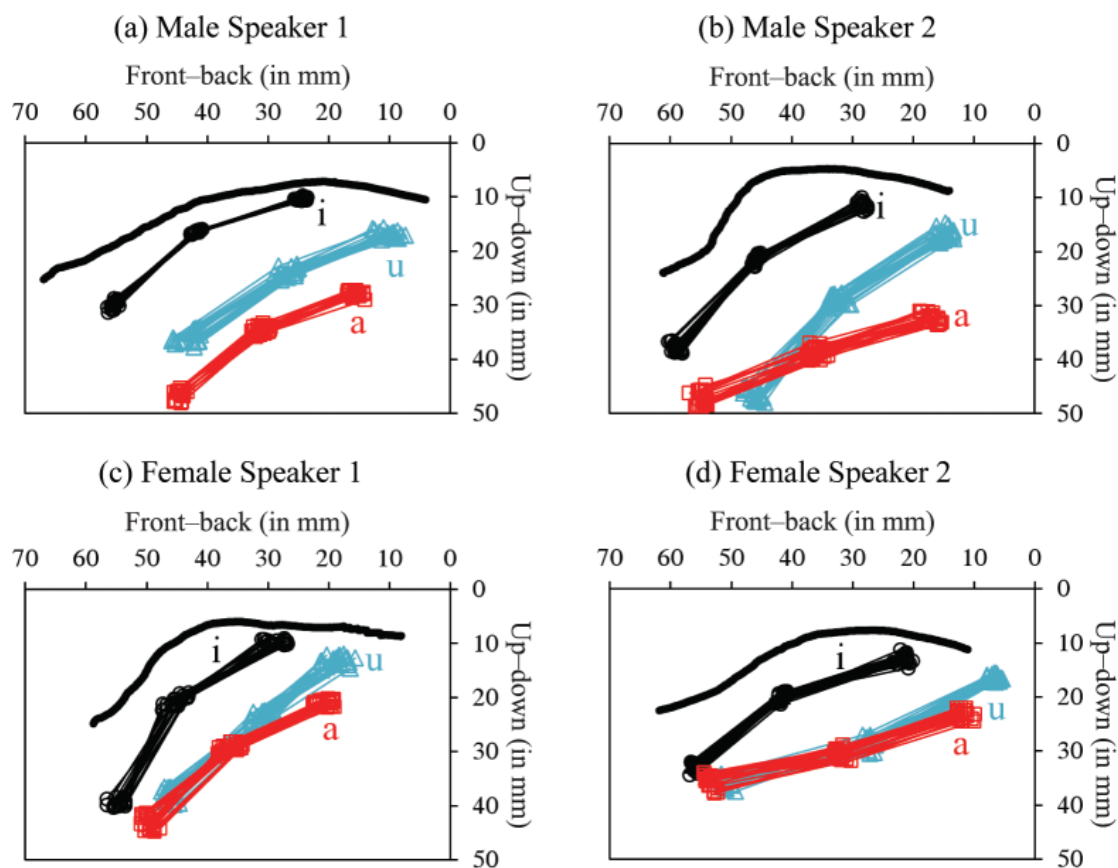 (a) Male Speaker 1
Front–back (in mm)
70 60 50 40 30 20 10 0
0
10
20
30
40
50
Up–down (in mm)
i
u
a
(b) Male Speaker 2
Front–back (in mm)
70 60 50 40 30 20 10 0
0
10
20
30
40
50
Up–down (in mm)
i
u
a
(c) Female Speaker 1
Front–back (in mm)
70 60 50 40 30 20 10 0
0
10
20
30
40
50
Up–down (in mm)
i
u
a
(d) Female Speaker 2
Front–back (in mm)
70 60 50 40 30 20 10 0
0
10
20
30
40
50
Up–down (in mm)
i
u
a